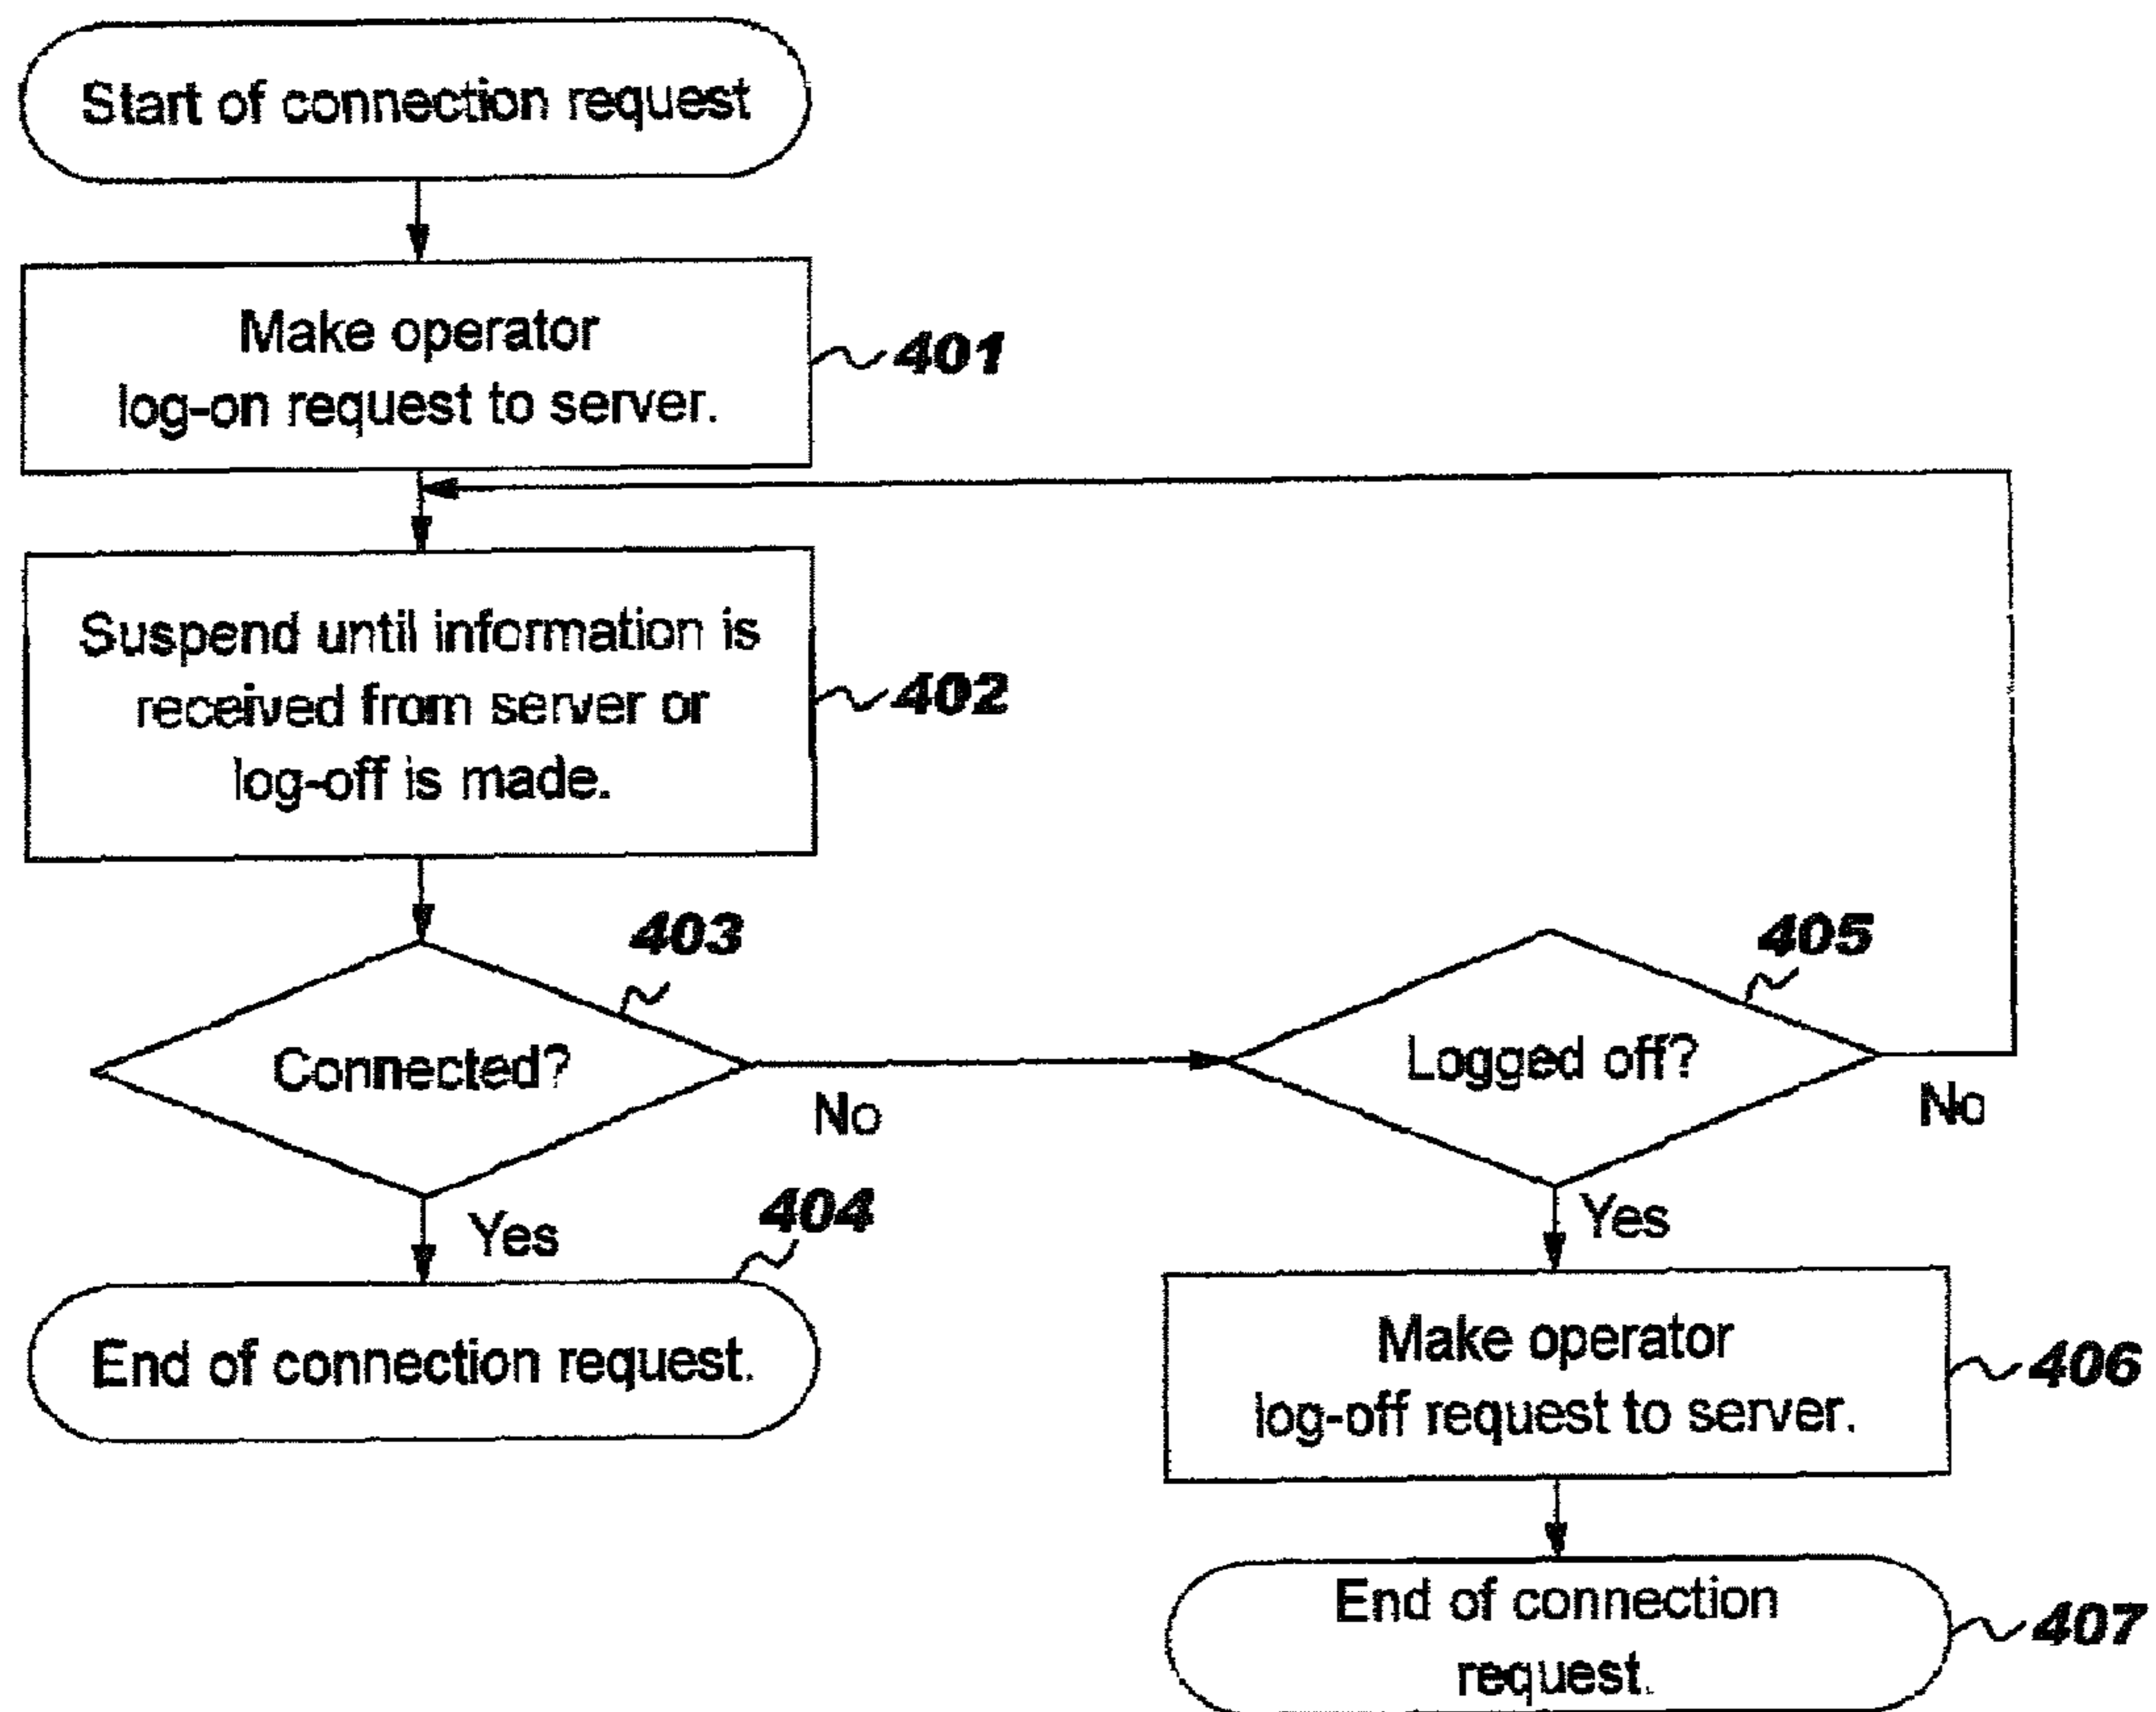 Start of connection request
Make operator
log-on request to server.
401
Suspend until information is
received from server or
log-off is made.
402
403
Connected?
No
Yes
404
End of connection request.
405
Logged off?
No
Yes
Make operator
log-off request to server.
406
End of connection
request.
407